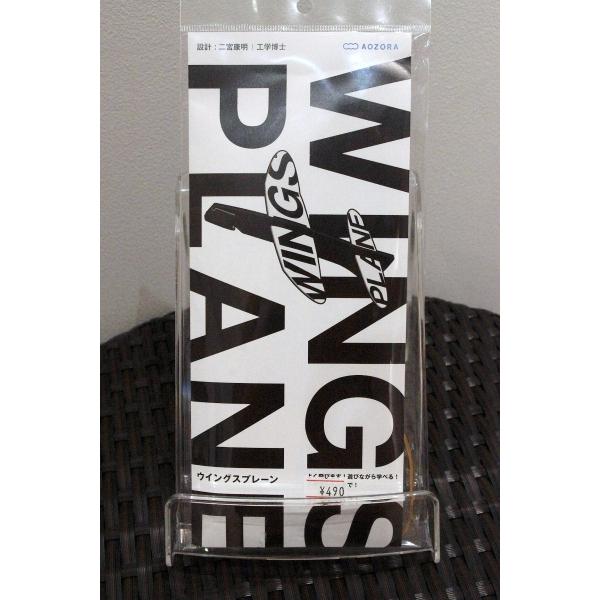 設計：二宮康明｜工学博士
AOZORA
WINGS
PLANE
WINGS
PLANE
ウイングスプレーン
遊びながら学べる！
で！
¥490